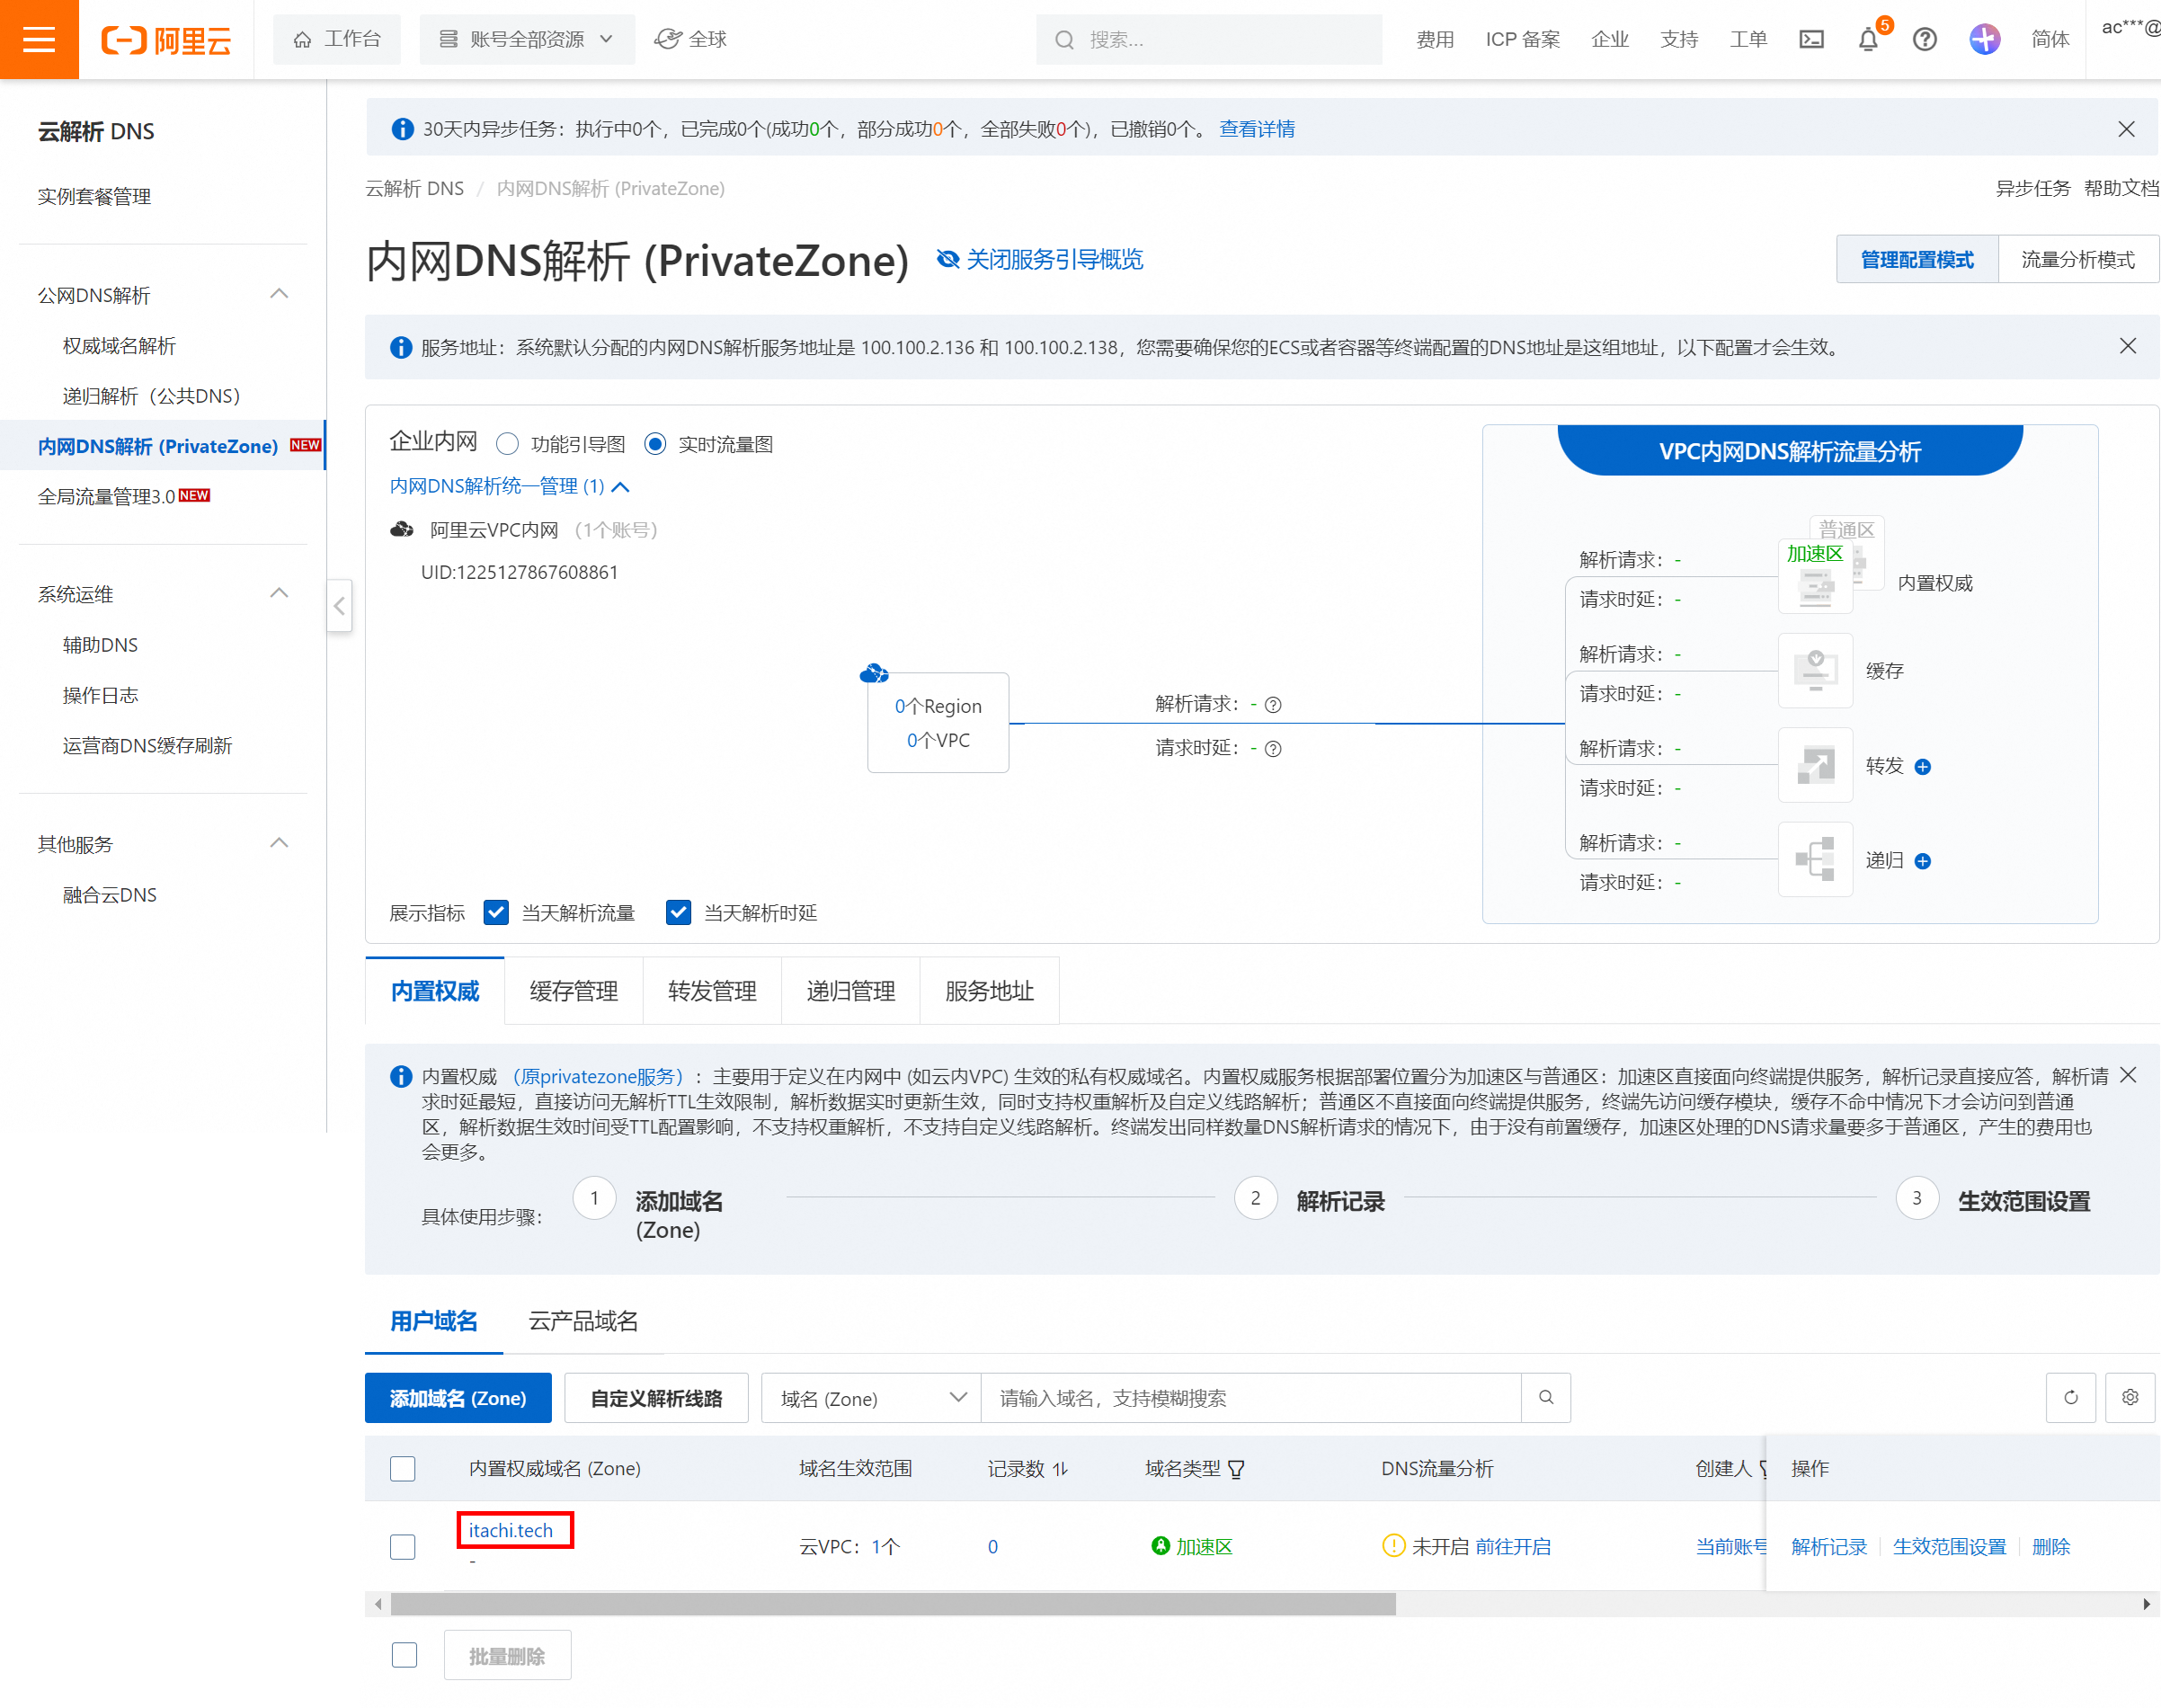 阿里云
工作台
账号全部资源
全球
搜索...
费用
ICP 备案
企业
支持
工单
5
简体
ac***@
云解析 DNS
实例套餐管理
公网DNS解析
权威域名解析
递归解析（公共DNS）
内网DNS解析 (PrivateZone) NEW
全局流量管理3.0 NEW
系统运维
辅助DNS
操作日志
运营商DNS缓存刷新
其他服务
融合云DNS
30天内异步任务：执行中0个，已完成0个(成功0个，部分成功0个，全部失败0个)，已撤销0个。 查看详情
云解析 DNS / 内网DNS解析 (PrivateZone)
异步任务 帮助文档
内网DNS解析 (PrivateZone) 关闭服务引导概览
管理配置模式 流量分析模式
服务地址：系统默认分配的内网DNS解析服务地址是 100.100.2.136 和 100.100.2.138，您需要确保您的ECS或者容器等终端配置的DNS地址是这组地址，以下配置才会生效。
企业内网 功能引导图 实时流量图
内网DNS解析统一管理 (1)
阿里云VPC内网 （1个账号）
UID:1225127867608861
0个Region
0个VPC
解析请求：-
请求时延：-
VPC内网DNS解析流量分析
普通区
加速区
解析请求：-
请求时延：-
内置权威
解析请求：-
请求时延：-
缓存
解析请求：-
请求时延：-
转发
解析请求：-
请求时延：-
递归
展示指标 当天解析流量 当天解析时延
内置权威 缓存管理 转发管理 递归管理 服务地址
内置权威 （原privatezone服务）：主要用于定义在内网中 (如云内VPC) 生效的私有权威域名。内置权威服务根据部署位置分为加速区与普通区：加速区直接面向终端提供服务，解析记录直接应答，解析请
求时延最短，直接访问无解析TTL生效限制，解析数据实时更新生效，同时支持权重解析及自定义线路解析；普通区不直接面向终端提供服务，终端先访问缓存模块，缓存不命中情况下才会访问到普通
区，解析数据生效时间受TTL配置影响，不支持权重解析，不支持自定义线路解析。终端发出同样数量DNS解析请求的情况下，由于没有前置缓存，加速区处理的DNS请求量要多于普通区，产生的费用也
会更多。
具体使用步骤：
1 添加域名
(Zone)
2 解析记录
3 生效范围设置
用户域名 云产品域名
添加域名 (Zone) 自定义解析线路 域名 (Zone) 请输入域名，支持模糊搜索
内置权威域名 (Zone) 域名生效范围 记录数 域名类型 DNS流量分析 创建人 操作
itachi.tech
-
云VPC：1个 0 加速区 未开启 前往开启 当前账号 解析记录 生效范围设置 删除
批量删除